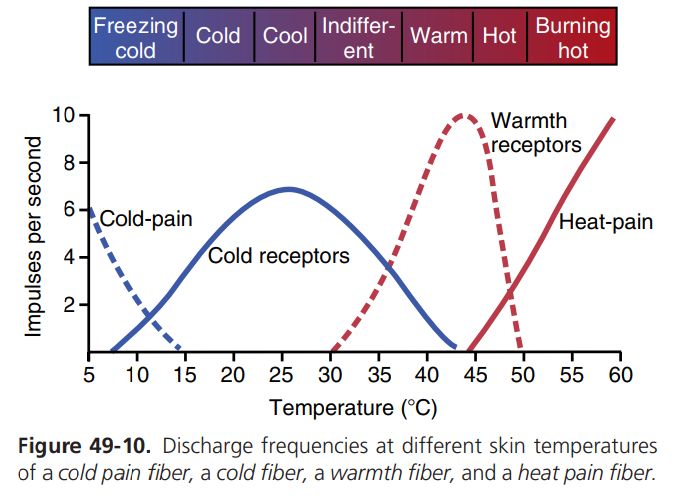 Freezing
cold
Cold
Cool
Indiffer-
ent
Warm
Hot
Burning
hot
10
8
6
4
2
Impulses per second
Cold-pain
Cold receptors
Warmth
receptors
Heat-pain
5 10 15 20 25 30 35 40 45 50 55 60
Temperature (°C)
Figure 49-10. Discharge frequencies at different skin temperatures
of a cold pain fiber, a cold fiber, a warmth fiber, and a heat pain fiber.